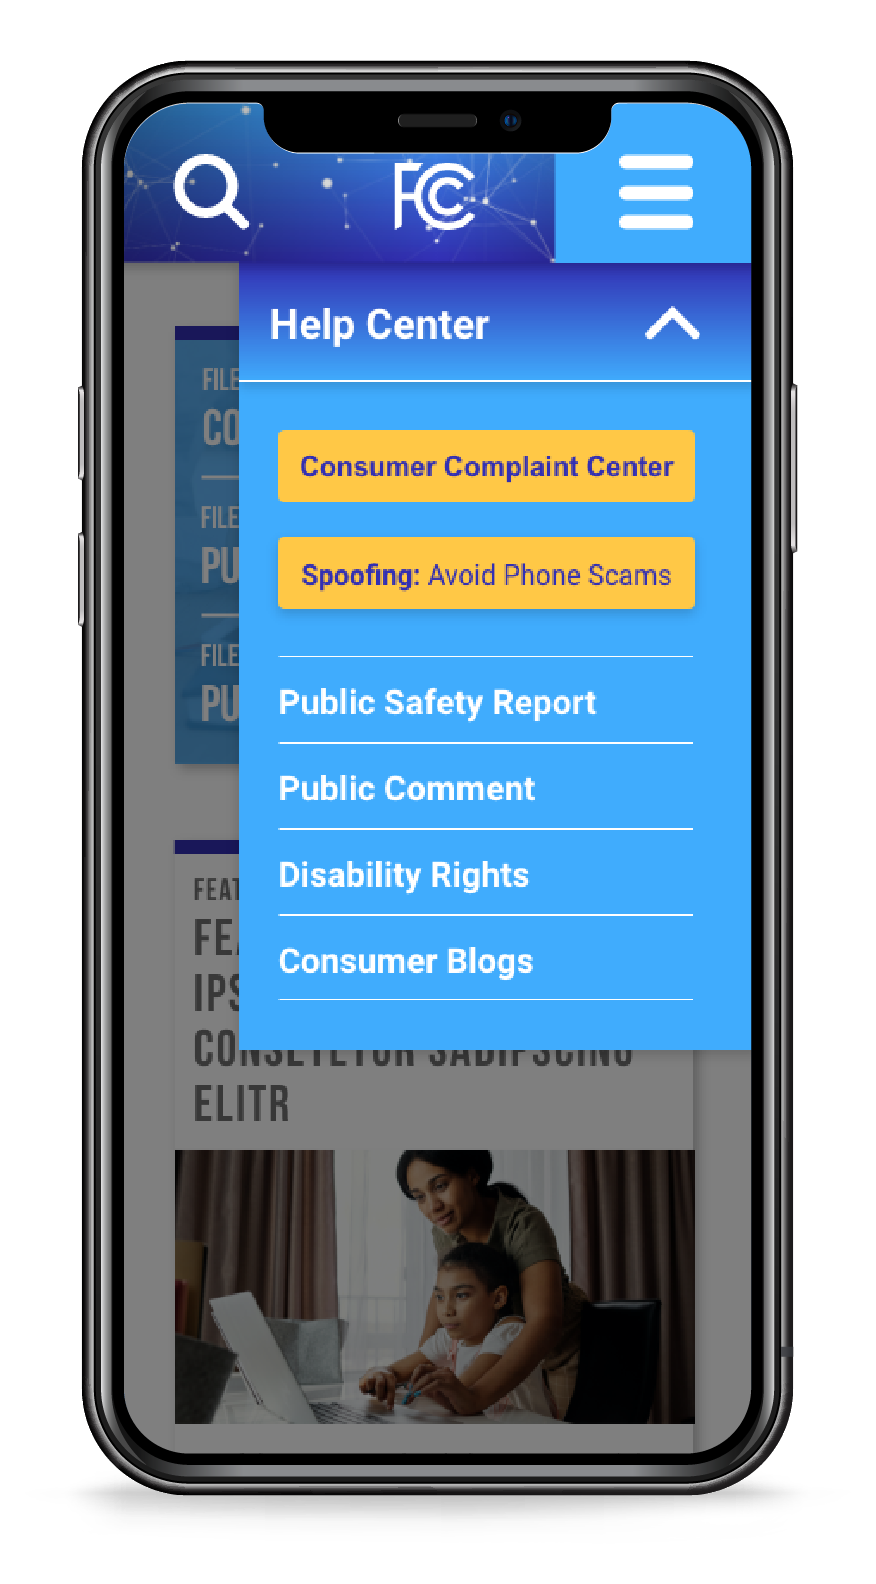 FCC
Help Center
Consumer Complaint Center
Spoofing: Avoid Phone Scams
Public Safety Report
Public Comment
Disability Rights
Consumer Blogs
FILE
CO
FILE
PU
FILE
PU
FEAT
FEA
IPS
CONSETETUR SADIPSCING
ELITR